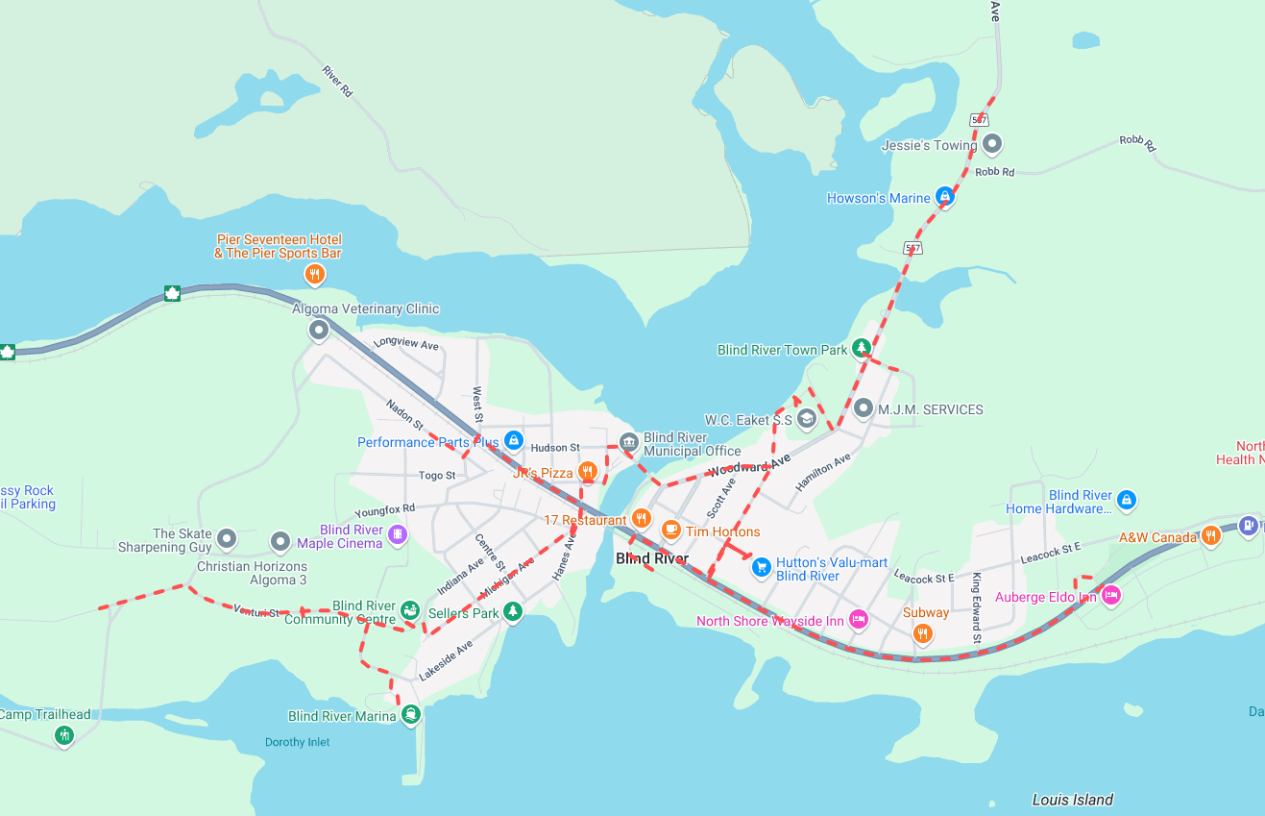 Ave
River Rd
567
Jessie's Towing
Robb Rd
Robb Rd
Howson's Marine
557
Pier Seventeen Hotel
& The Pier Sports Bar
Algoma Veterinary Clinic
Longview Ave
Blind River Town Park
West St
Nadon St
W.C. Eaket S.S
M.J.M. SERVICES
Performance Parts Plus
Hudson St
Blind River
Municipal Office
North
Health N
JR's Pizza
Togo St
Woodward Ave
Hamilton Ave
ssy Rock
il Parking
Scott Ave
Blind River
Home Hardware...
Youngfox Rd
17 Restaurant
Tim Hortons
The Skate
Sharpening Guy
Blind River
Maple Cinema
A&W Canada
Centre St
Hanes Ave
Blind River
Leacock St E
Christian Horizons
Algoma 3
Indiana Ave
Michigan Ave
Hutton's Valu-mart
Blind River
Leacock St E
King Edward St
Auberge Eldo Inn
Venturi St
Blind River
Community Centre
Sellers Park
North Shore Wayside Inn
Subway
Lakeside Ave
Camp Trailhead
Blind River Marina
Dorothy Inlet
Da
Louis Island